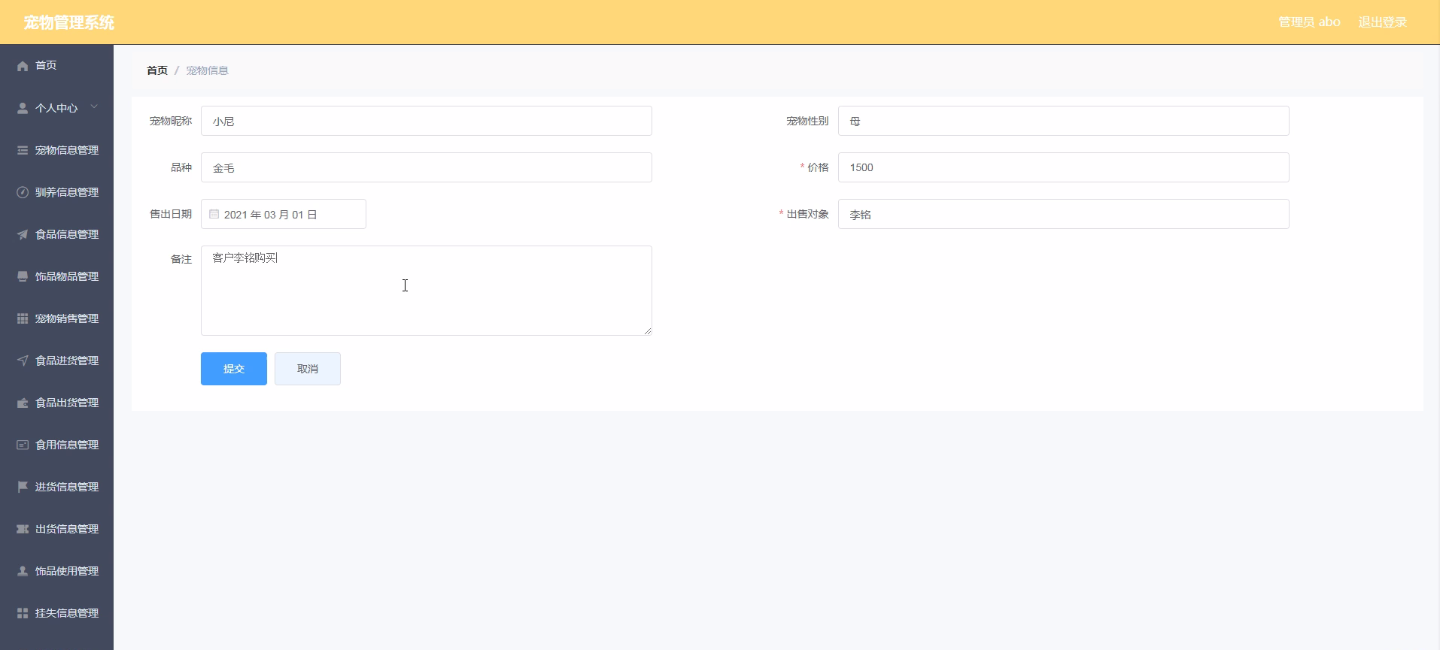 宠物管理系统
管理员 abo 退出登录
首页
个人中心
宠物信息管理
驯养信息管理
食品信息管理
饰品物品管理
宠物销售管理
食品进货管理
食品出货管理
食用信息管理
进货信息管理
出货信息管理
饰品使用管理
挂失信息管理
首页 / 宠物信息
宠物昵称 小尼
宠物性别 母
品种 金毛
* 价格 1500
售出日期 2021 年 03 月 01 日
* 出售对象 李铭
备注 客户李铭购买
提交 取消